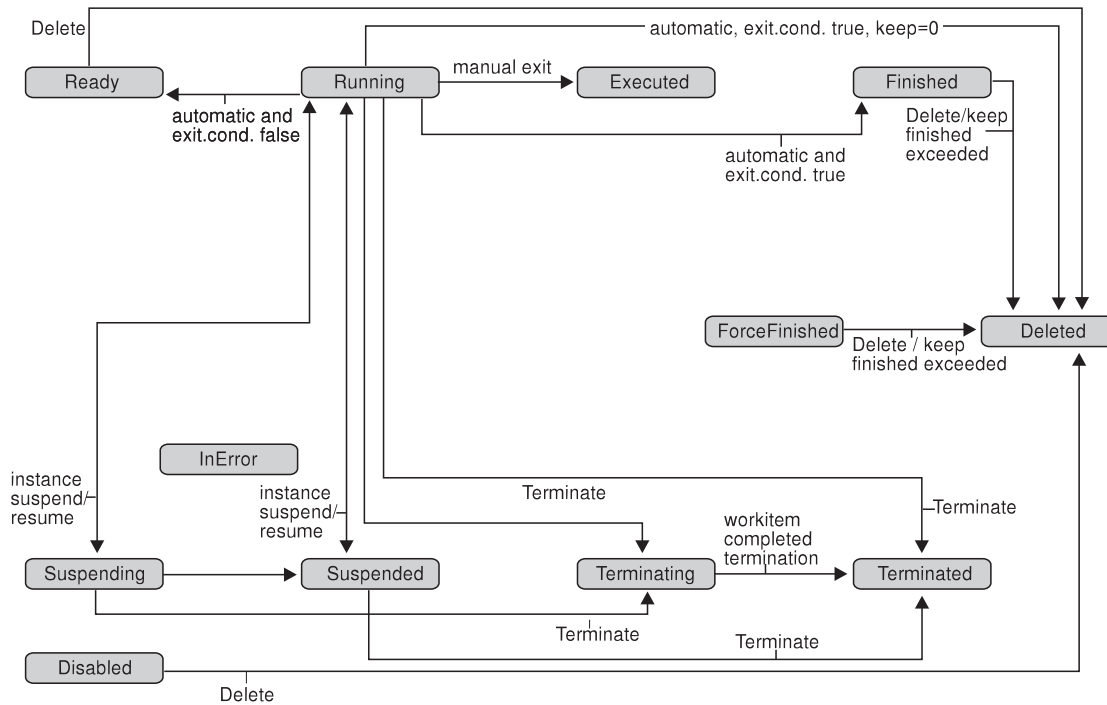 Delete
automatic, exit.cond. true, keep=0
Ready
Running
manual exit
Executed
Finished
automatic and
exit.cond. false
Delete/keep
finished
exceeded
automatic and
exit.cond. true
ForceFinished
Deleted
Delete / keep
finished exceeded
InError
instance
suspend/
resume
instance
suspend/
resume
Terminate
Terminate
workitem
completed
termination
Suspending
Suspended
Terminating
Terminated
Terminate
Terminate
Disabled
Delete